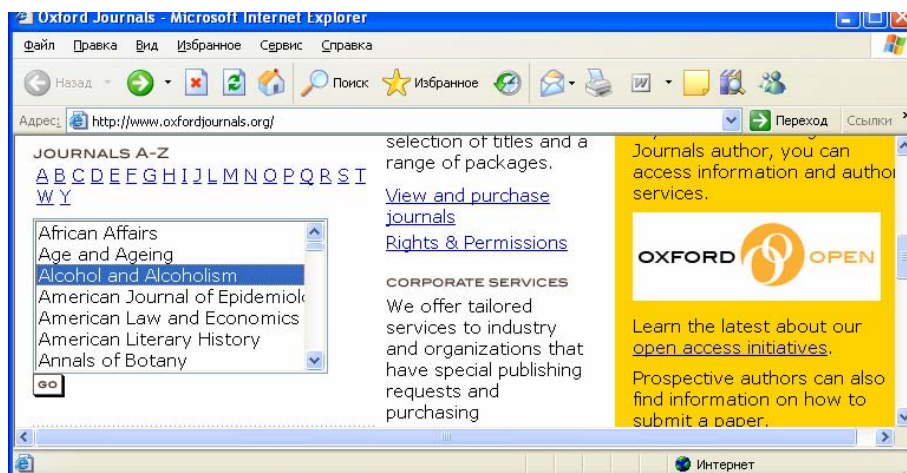 Oxford Journals - Microsoft Internet Explorer
Файл Правка Вид Избранное Сервис Справка
Назад Поиск Избранное
Адрес: http://www.oxfordjournals.org/ Переход Ссылки »
JOURNALS A-Z
A B C D E F G H I J L M N O P Q R S T
W Y
African Affairs
Age and Ageing
Alcohol and Alcoholism
American Journal of Epidemiol
American Law and Economics
American Literary History
Annals of Botany
GO
selection of titles and a
range of packages.
View and purchase
journals
Rights & Permissions
CORPORATE SERVICES
We offer tailored
services to industry
and organizations that
have special publishing
requests and
purchasing
Journals author, you can
access information and author
services.
OXFORD OPEN
Learn the latest about our
open access initiatives.
Prospective authors can also
find information on how to
submit a paper.
Интернет